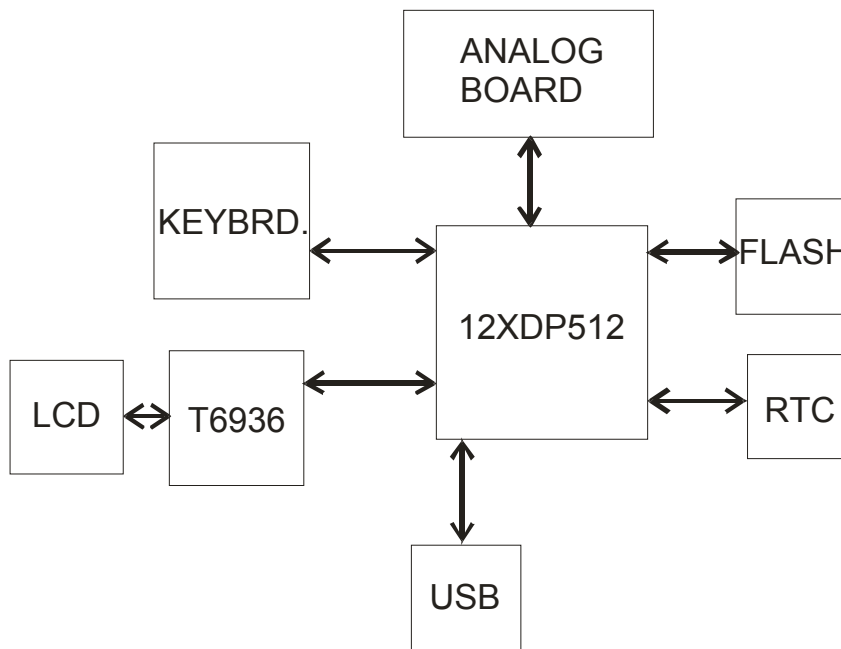 ANALOG
BOARD
KEYBRD.
FLASH
12XDP512
LCD
T6936
RTC
USB